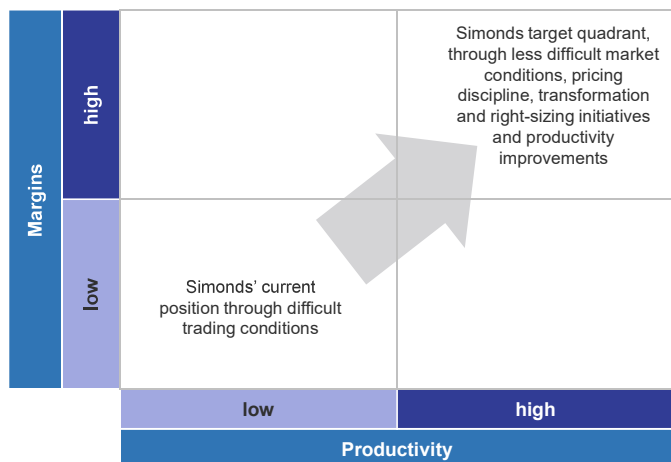 Margins
high
low
Simonds target quadrant,
through less difficult market
conditions, pricing
discipline, transformation
and right-sizing initiatives
and productivity
improvements
Simonds' current
position through difficult
trading conditions
low
high
Productivity